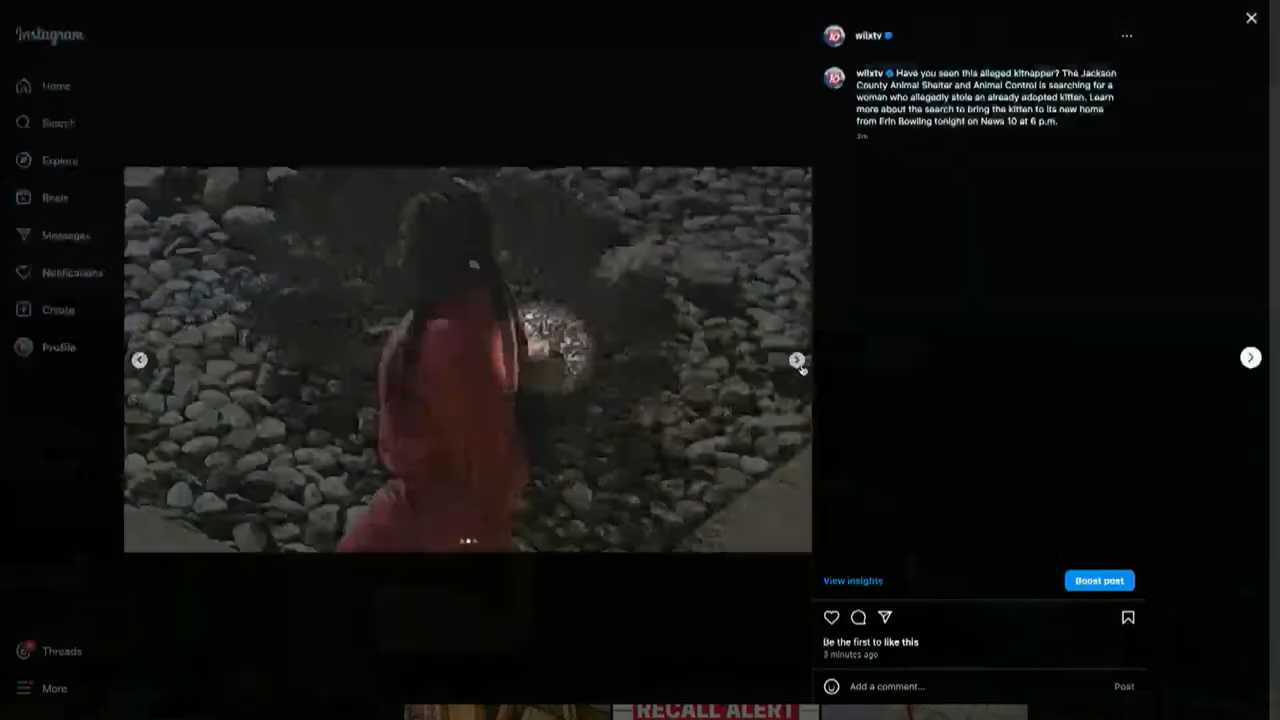 Instagram
Home
Search
Explore
Reels
Messages
Notifications
Create
Profile
Threads
More
wilxtv
wilxtv Have you seen this alleged kitnapper? The Jackson
County Animal Shelter and Animal Control is searching for a
woman who allegedly stole an already adopted kitten. Learn
more about the search to bring the kitten to its new home
from Erin Bowling tonight on News 10 at 6 p.m.
2m
View insights
Boost post
Be the first to like this
3 minutes ago
Add a comment...
Post
RECALL ALERT